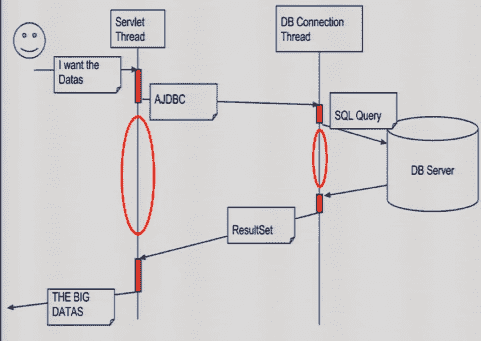 Servlet
Thread
DB Connection
Thread
I want the
Datas
AJDBC
SQL Query
DB Server
ResultSet
THE BIG
DATAS